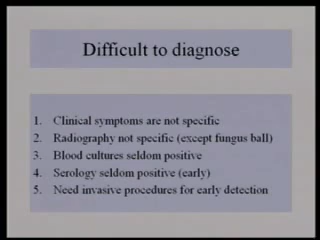 Difficult to diagnose
1. Clinical symptoms are not specific
2. Radiography not specific (except fungus ball)
3. Blood cultures seldom positive
4. Serology seldom positive (early)
5. Need invasive procedures for early detection